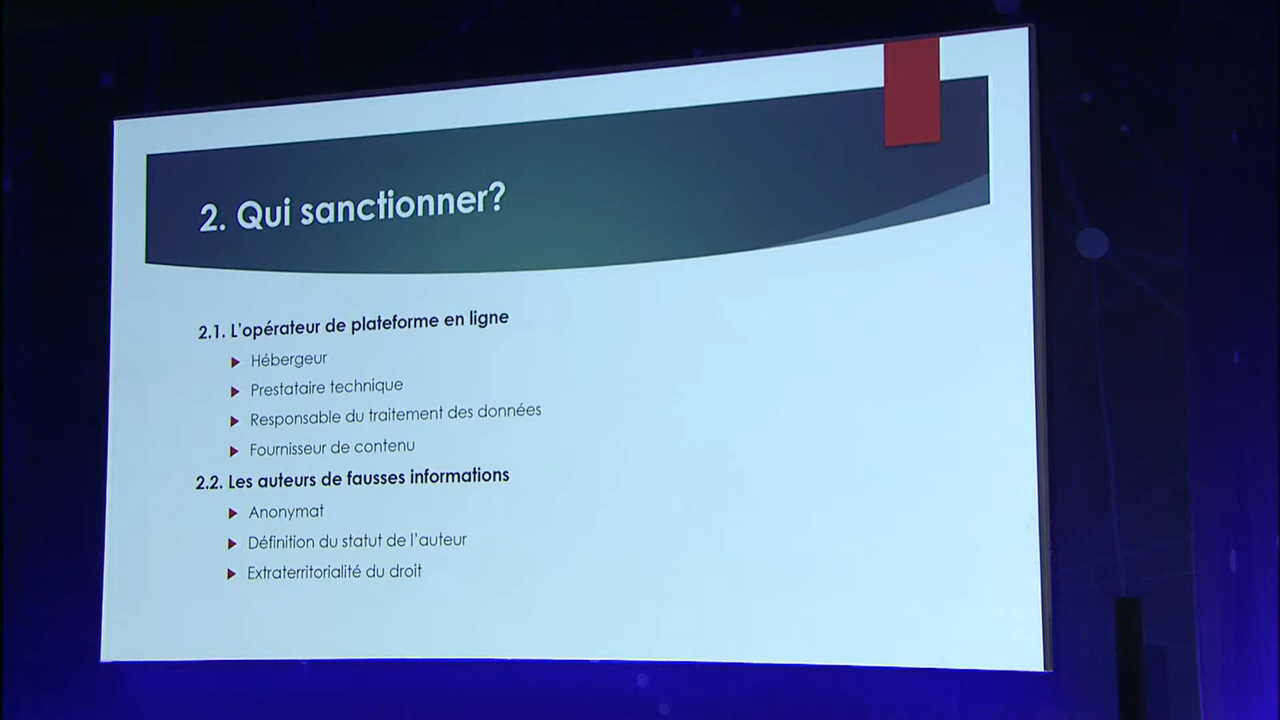 2. Qui sanctionner?
2.1. L'opérateur de plateforme en ligne
Hébergeur
Prestataire technique
Responsable du traitement des données
Fournisseur de contenu
2.2. Les auteurs de fausses informations
Anonymat
Définition du statut de l'auteur
Extraterritorialité du droit